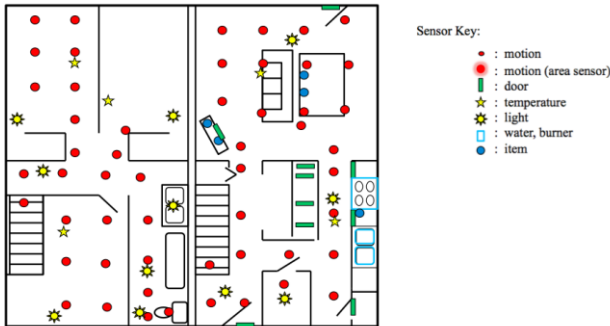 Sensor Key:
: motion
: motion (area sensor)
: door
: temperature
: light
: water, burner
: item